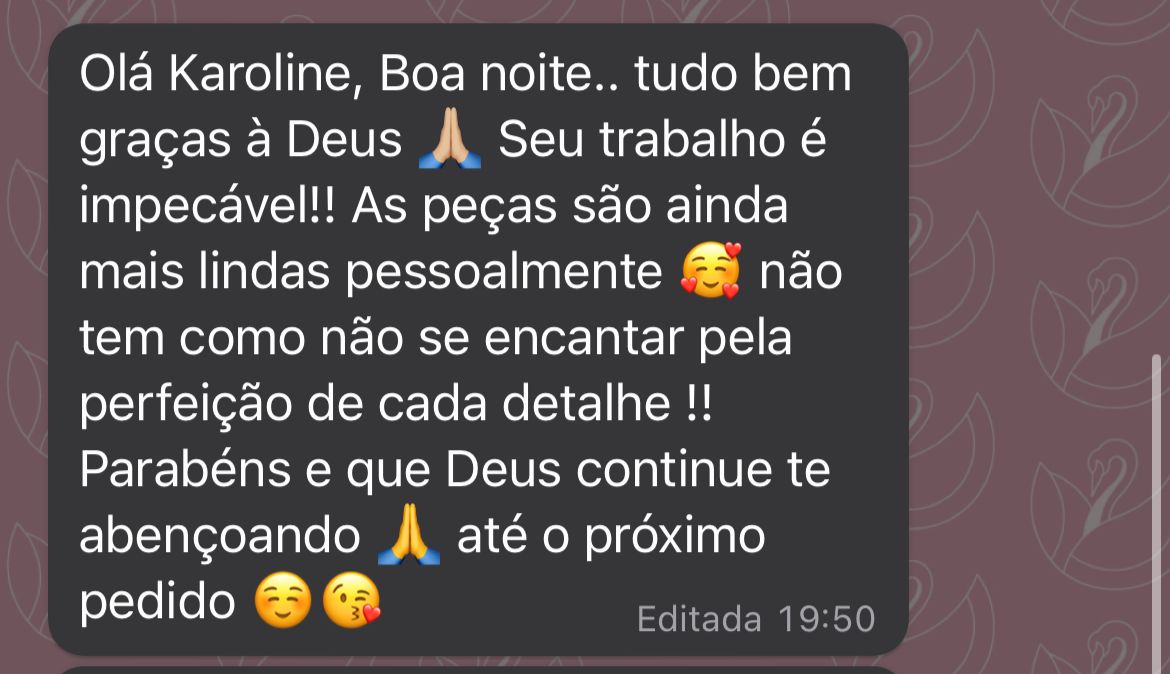 Olá Karoline, Boa noite.. tudo bem
graças à Deus 🙏🏼 Seu trabalho é
impecável!! As peças são ainda
mais lindas pessoalmente 🥰 não
tem como não se encantar pela
perfeição de cada detalhe !!
Parabéns e que Deus continue te
abençoando 🙏 até o próximo
pedido ☺️😘
Editada 19:50